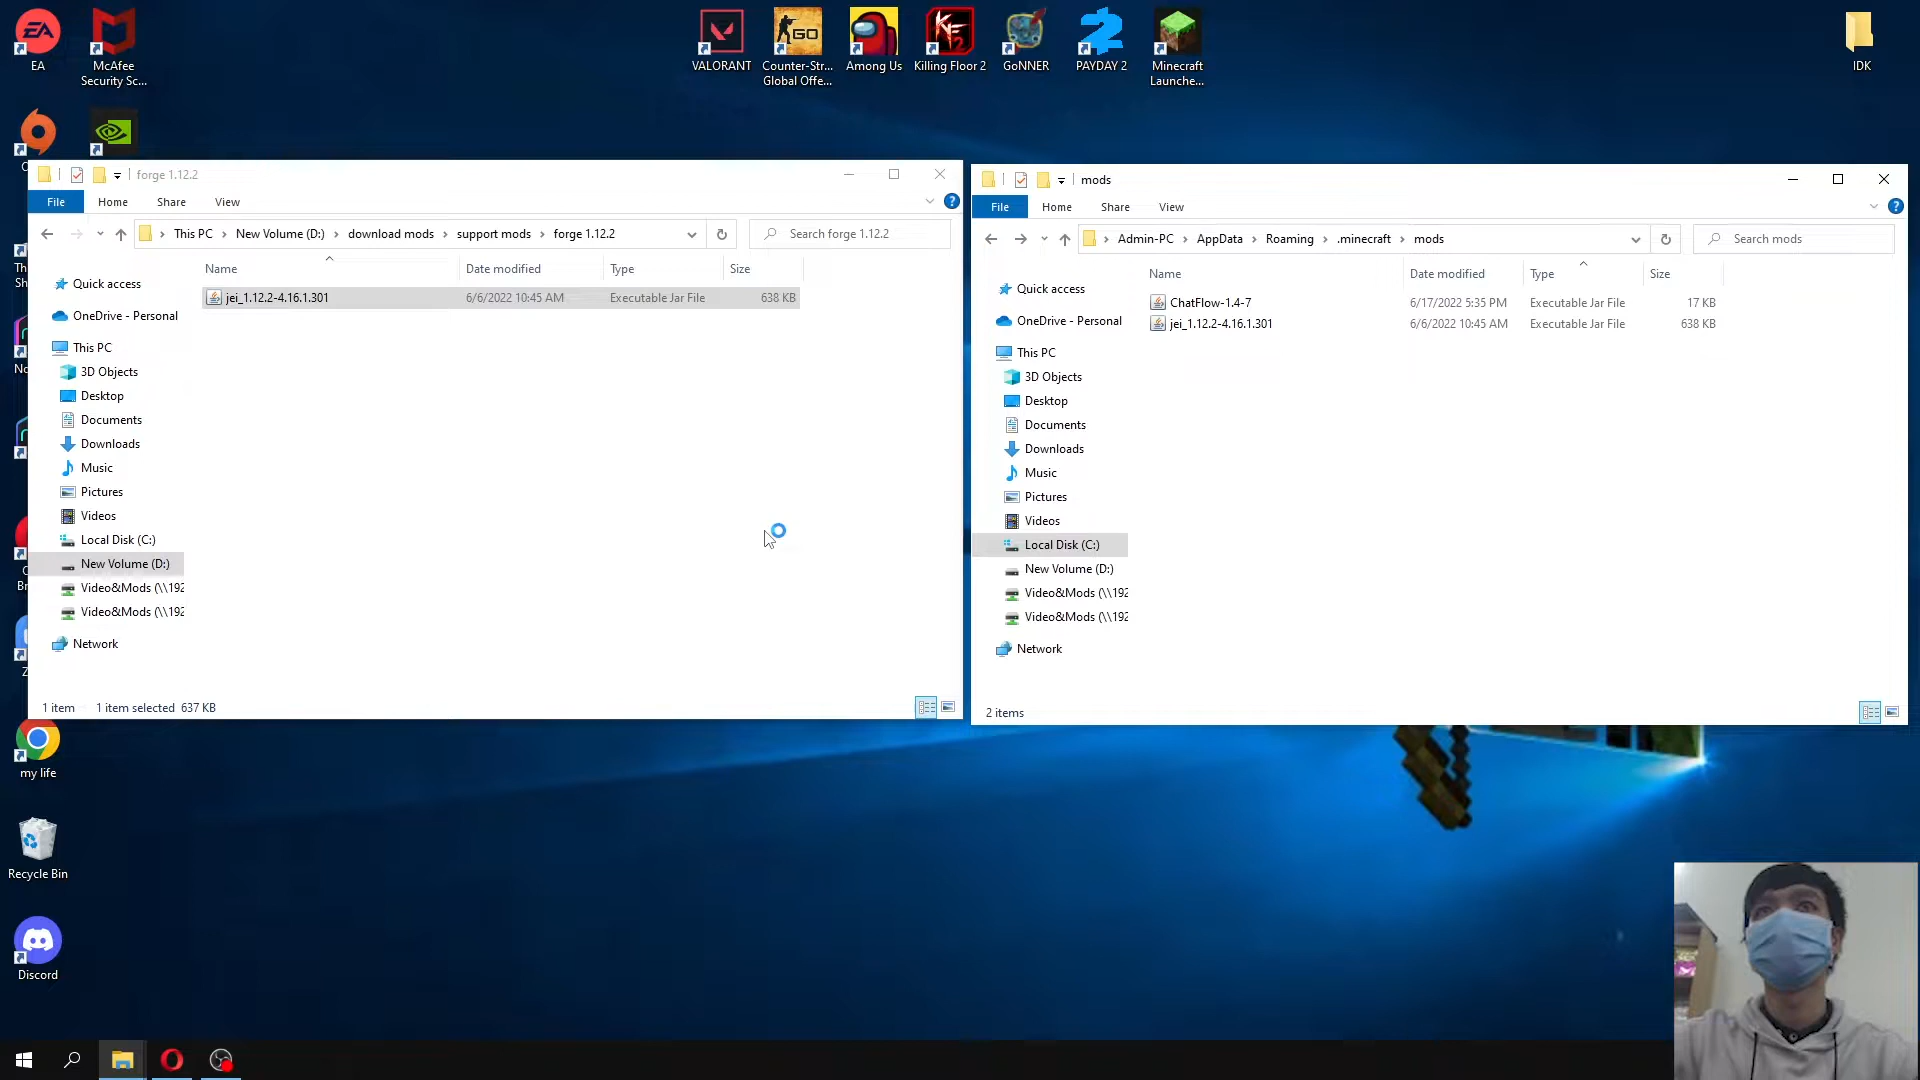 EA
McAfee
Security Sc...
VALORANT
Counter-Str...
Global Offe...
GO
Among Us
Killing Floor 2
GoNNER
PAYDAY 2
Minecraft
Launche...
IDK
forge 1.12.2
File
Home
Share
View
This PC
New Volume (D:)
download mods
support mods
forge 1.12.2
Search forge 1.12.2
Name
Date modified
Type
Size
jei_1.12.2-4.16.1.301
6/6/2022 10:45 AM
Executable Jar File
638 KB
Quick access
OneDrive - Personal
This PC
3D Objects
Desktop
Documents
Downloads
Music
Pictures
Videos
Local Disk (C:)
New Volume (D:)
Video&Mods (\\192
Video&Mods (\\192
Network
1 item
1 item selected 637 KB
mods
File
Home
Share
View
Admin-PC
AppData
Roaming
.minecraft
mods
Search mods
Name
Date modified
Type
Size
ChatFlow-1.4-7
6/17/2022 5:35 PM
Executable Jar File
17 KB
jei_1.12.2-4.16.1.301
6/6/2022 10:45 AM
Executable Jar File
638 KB
Quick access
OneDrive - Personal
This PC
3D Objects
Desktop
Documents
Downloads
Music
Pictures
Videos
Local Disk (C:)
New Volume (D:)
Video&Mods (\\192
Video&Mods (\\192
Network
2 items
my life
Recycle Bin
Discord